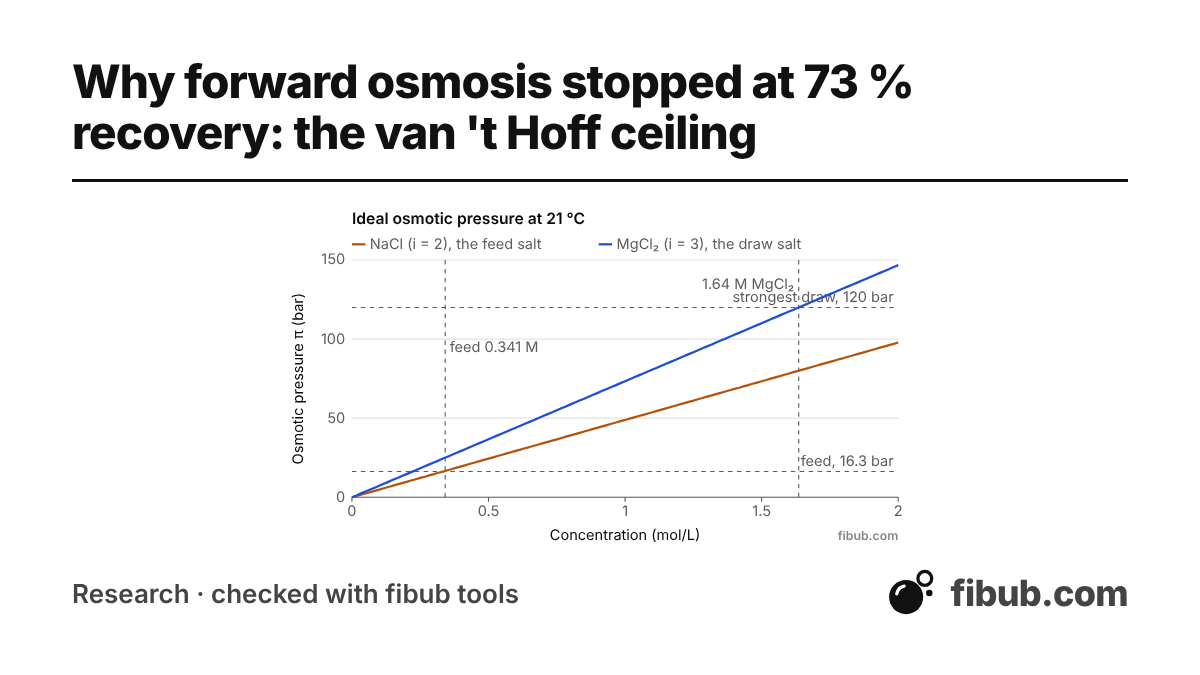 Why forward osmosis stopped at 73 %
recovery: the van 't Hoff ceiling
Ideal osmotic pressure at 21 °C
NaCl (i = 2), the feed salt
MgCl₂ (i = 3), the draw salt
150
100
50
0
Osmotic pressure π (bar)
1.64 M MgCl₂
strongest draw, 120 bar
feed 0.341 M
feed, 16.3 bar
0
0.5
1
1.5
2
Concentration (mol/L)
fibub.com
Research · checked with fibub tools
fibub.com